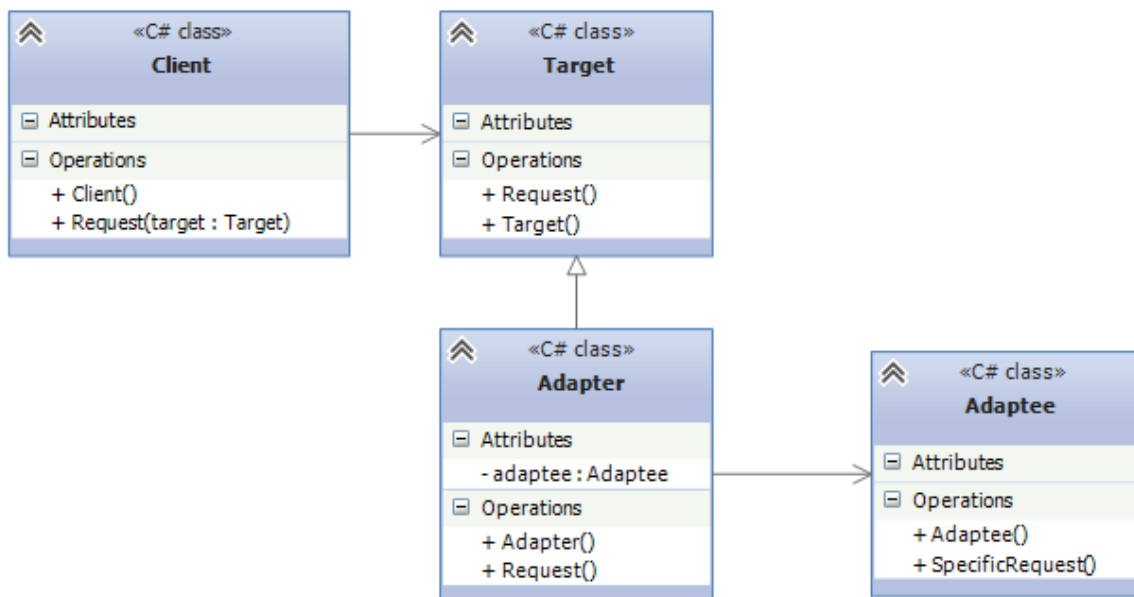 «C# class»
Client
Attributes
Operations
+ Client()
+ Request(target : Target)
«C# class»
Target
Attributes
Operations
+ Request()
+ Target()
«C# class»
Adapter
Attributes
- adaptee : Adaptee
Operations
+ Adapter()
+ Request()
«C# class»
Adaptee
Attributes
Operations
+ Adaptee()
+ SpecificRequest()